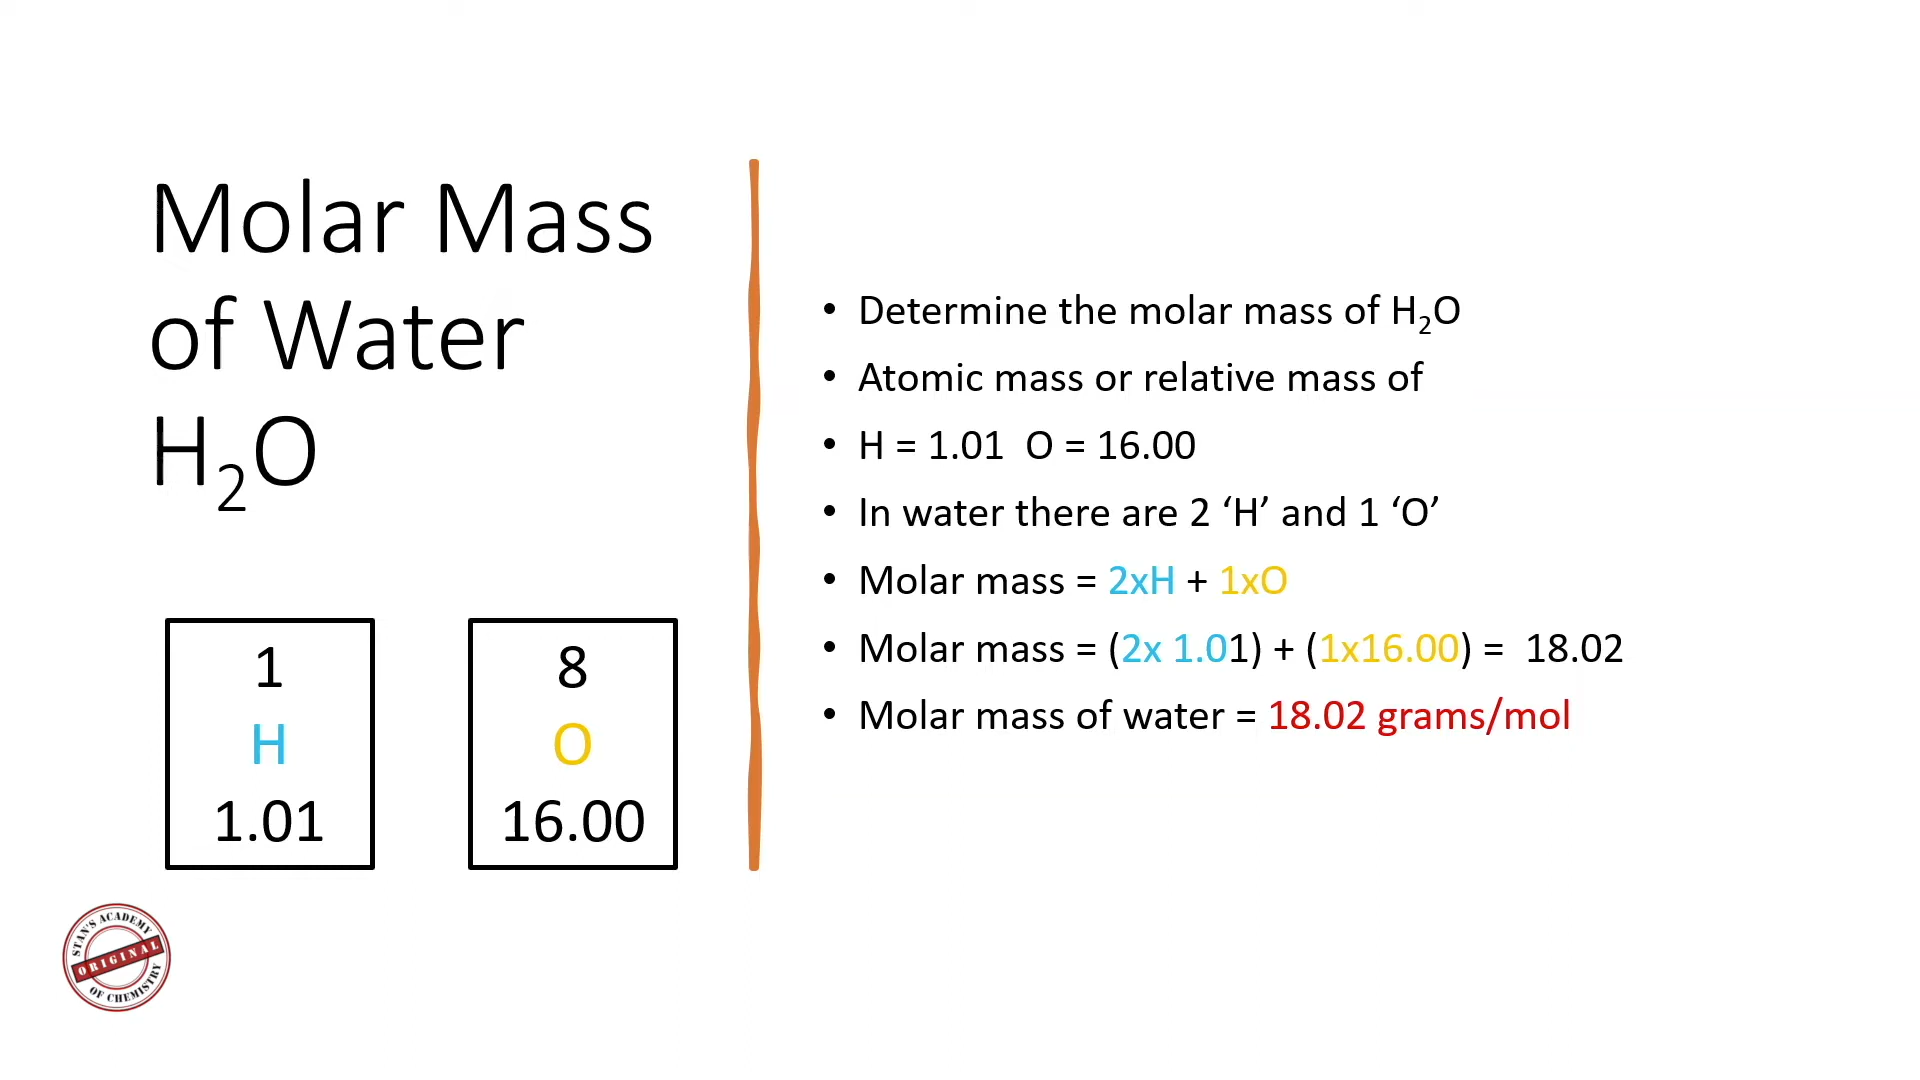 Molar Mass
of Water
H₂O
1
H
1.01
8
O
16.00
• Determine the molar mass of H₂O
• Atomic mass or relative mass of
• H = 1.01  O = 16.00
• In water there are 2 ‘H’ and 1 ‘O’
• Molar mass = 2xH + 1xO
• Molar mass = (2x 1.01) + (1x16.00) =  18.02
• Molar mass of water = 18.02 grams/mol
STAN'S ACADEMY
ORIGINAL
OF CHEMISTRY